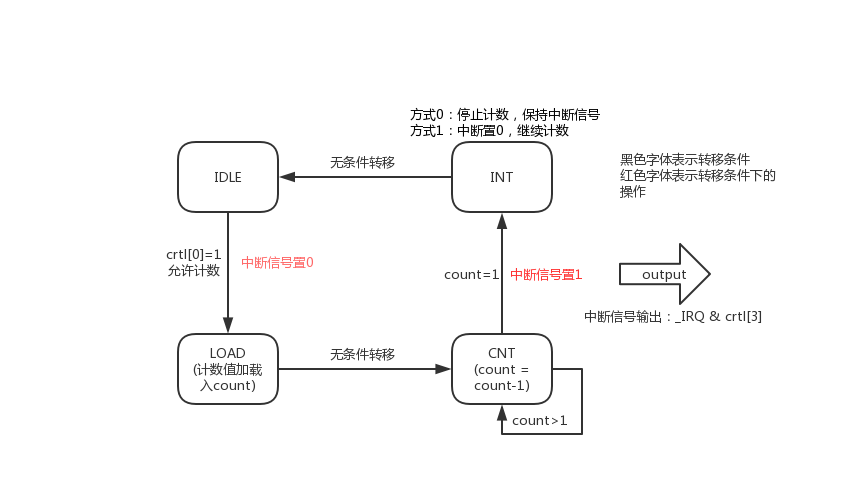 方式0：停止计数，保持中断信号
方式1：中断置0，继续计数
IDLE
无条件转移
INT
黑色字体表示转移条件
红色字体表示转移条件下的
操作
crtl[0]=1
允许计数
中断信号置0
count=1
中断信号置1
output
中断信号输出：_IRQ & crtl[3]
LOAD
(计数值加载
入count)
无条件转移
CNT
(count =
count-1)
count>1